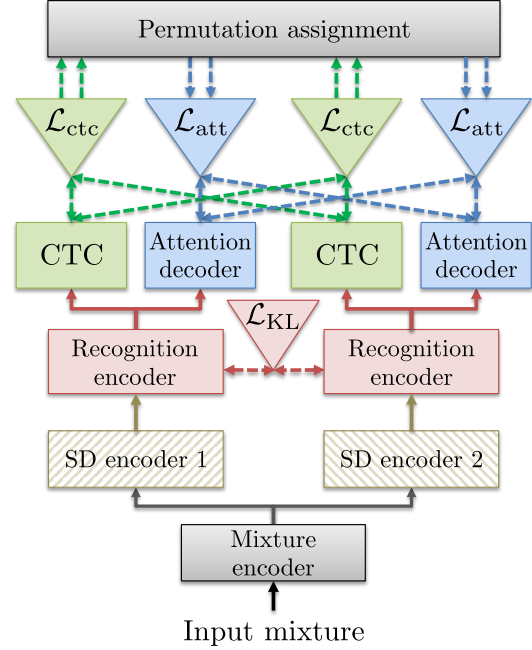 Permutation assignment
ℒctc
ℒatt
ℒctc
ℒatt
CTC
Attention
decoder
CTC
Attention
decoder
ℒKL
Recognition
encoder
Recognition
encoder
SD encoder 1
SD encoder 2
Mixture
encoder
Input mixture